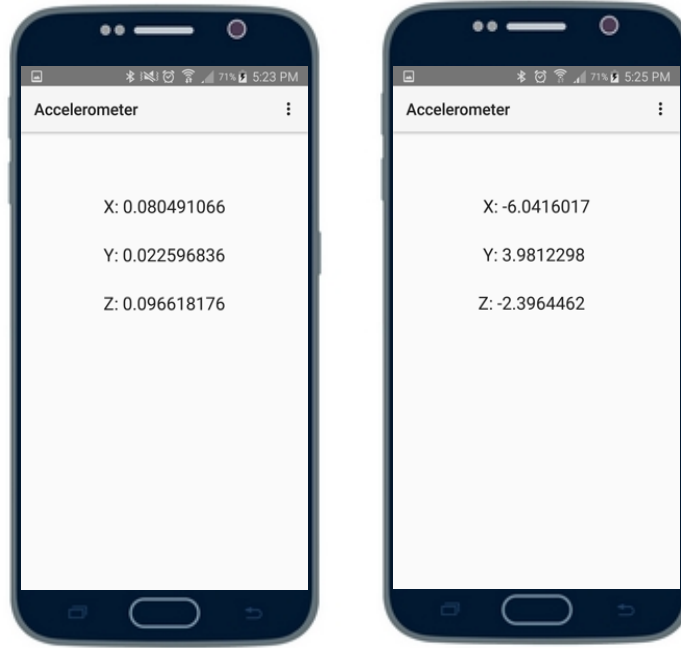 71% 5:23 PM
Accelerometer
X: 0.080491066
Y: 0.022596836
Z: 0.096618176
71% 5:25 PM
Accelerometer
X: -6.0416017
Y: 3.9812298
Z: -2.3964462